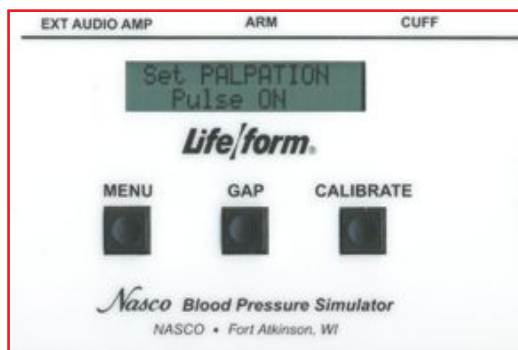 EXT AUDIO AMP ARM CUFF
Set PALPATION
Pulse ON
Life/form®
MENU GAP CALIBRATE
Nasco Blood Pressure Simulator
NASCO • Fort Atkinson, WI